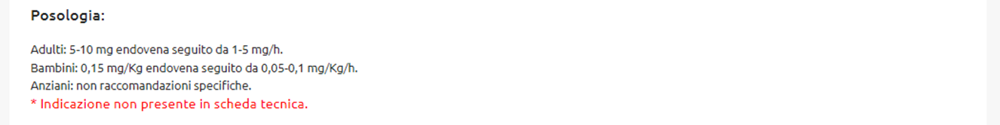 Posologia:
Adulti: 5-10 mg endovena seguito da 1-5 mg/h.
Bambini: 0,15 mg/Kg endovena seguito da 0,05-0,1 mg/Kg/h.
Anziani: non raccomandazioni specifiche.
* Indicazione non presente in scheda tecnica.